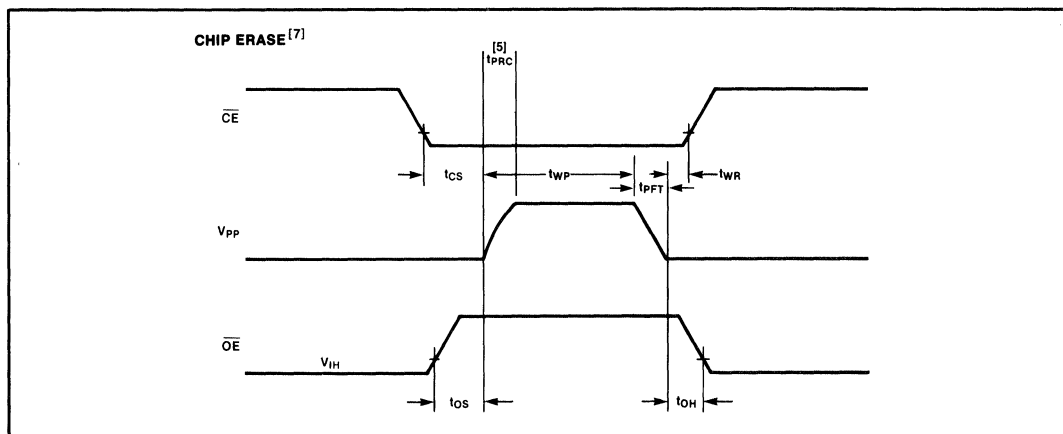 CHIP ERASE[7]
[5]
tPRC
CE
tCS
tWP
tPFT
tWR
VPP
OE
VIH
tOS
tOH